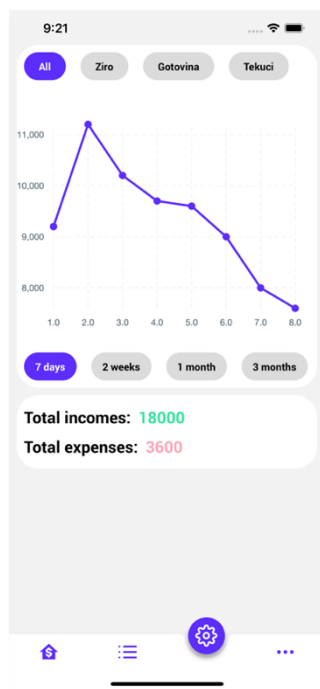 9:21
All Ziro Gotovina Tekuci
11,000
10,000
9,000
8,000
1.0 2.0 3.0 4.0 5.0 6.0 7.0 8.0
7 days 2 weeks 1 month 3 months
Total incomes: 18000
Total expenses: 3600